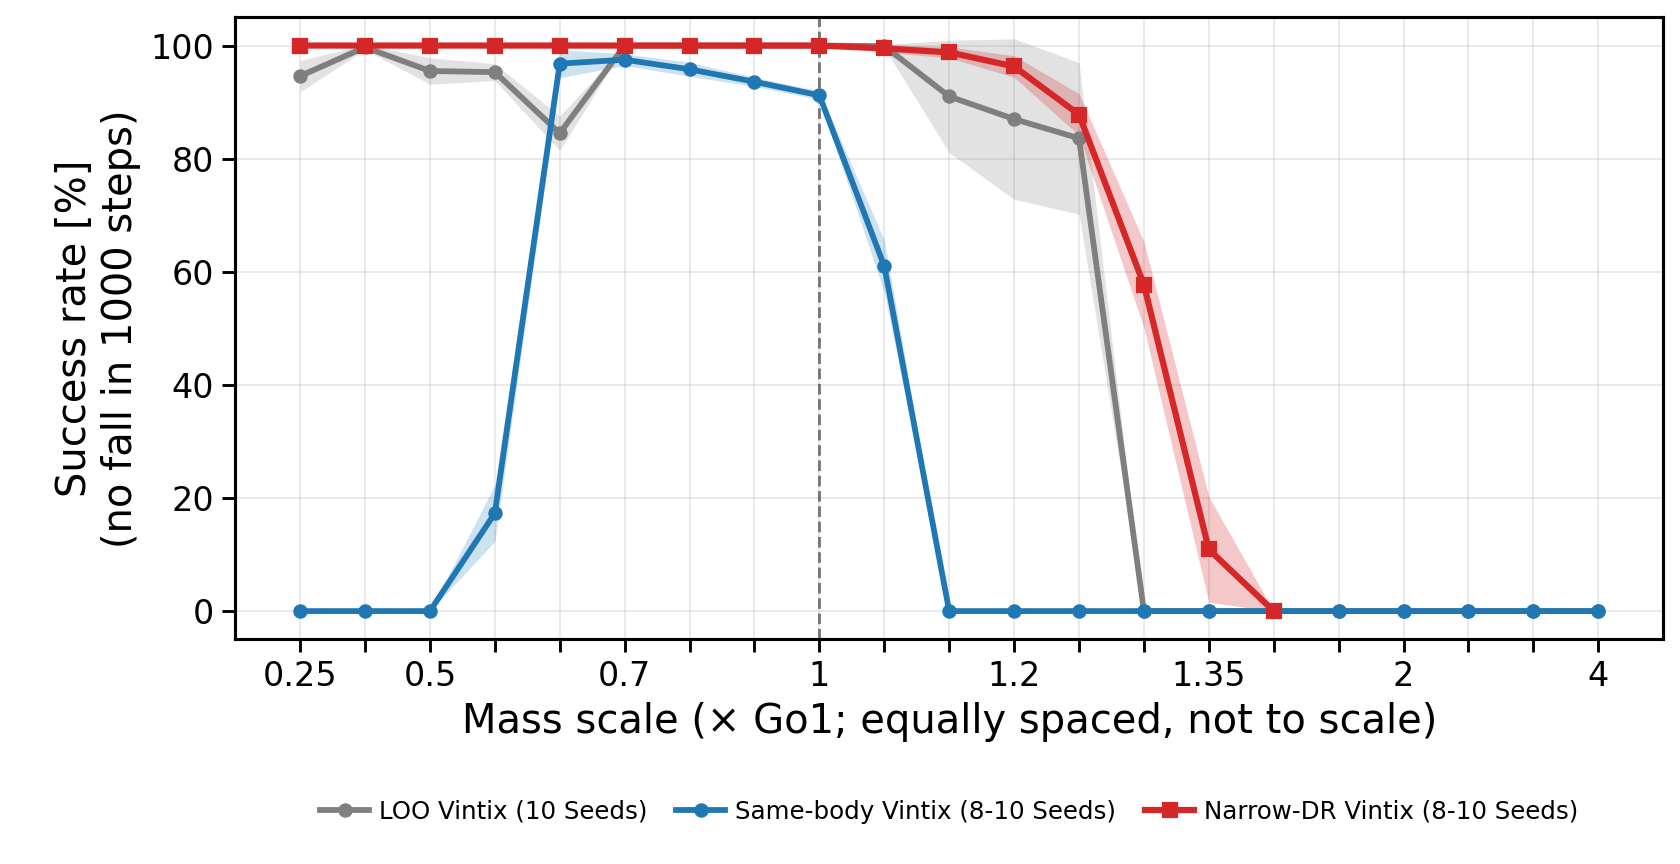 Success rate [%]
(no fall in 1000 steps)
100
80
60
40
20
0
0.25 0.5 0.7 1 1.2 1.35 2 4
Mass scale (× Go1; equally spaced, not to scale)
LOO Vintix (10 Seeds) Same-body Vintix (8-10 Seeds) Narrow-DR Vintix (8-10 Seeds)